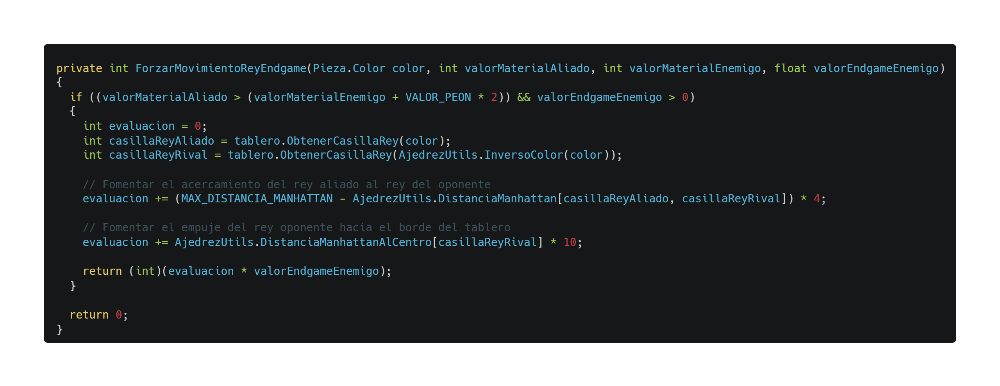 private int ForzarMovimientoReyEndgame(Pieza.Color color, int valorMaterialAliado, int valorMaterialEnemigo, float valorEndgameEnemigo)
{
  if ((valorMaterialAliado > (valorMaterialEnemigo + VALOR_PEON * 2)) && valorEndgameEnemigo > 0)
  {
    int evaluacion = 0;
    int casillaReyAliado = tablero.ObtenerCasillaRey(color);
    int casillaReyRival = tablero.ObtenerCasillaRey(AjedrezUtils.InversoColor(color));

    // Fomentar el acercamiento del rey aliado al rey del oponente
    evaluacion += (MAX_DISTANCIA_MANHATTAN - AjedrezUtils.DistanciaManhattan[casillaReyAliado, casillaReyRival]) * 4;

    // Fomentar el empuje del rey oponente hacia el borde del tablero
    evaluacion += AjedrezUtils.DistanciaManhattanAlCentro[casillaReyRival] * 10;

    return (int)(evaluacion * valorEndgameEnemigo);
  }

  return 0;
}